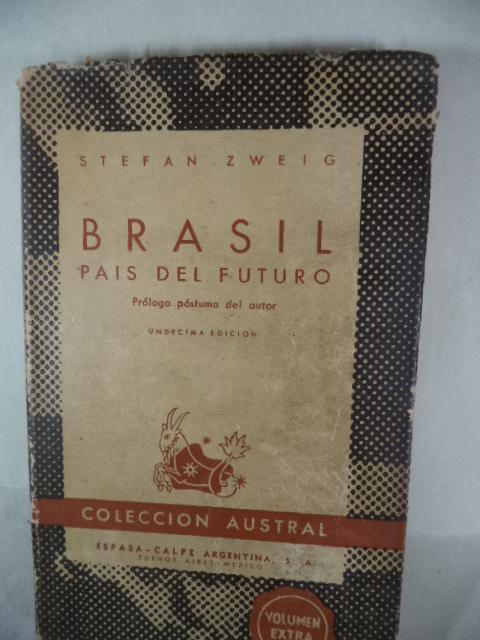 STEFAN ZWEIG
BRASIL
PAIS DEL FUTURO
Prólogo póstumo del autor
UNDECIMA EDICION
COLECCION AUSTRAL
ESPASA-CALPE ARGENTINA, S. A.
BUENOS AIRES-MEXICO
VOLUMEN
EXTRA